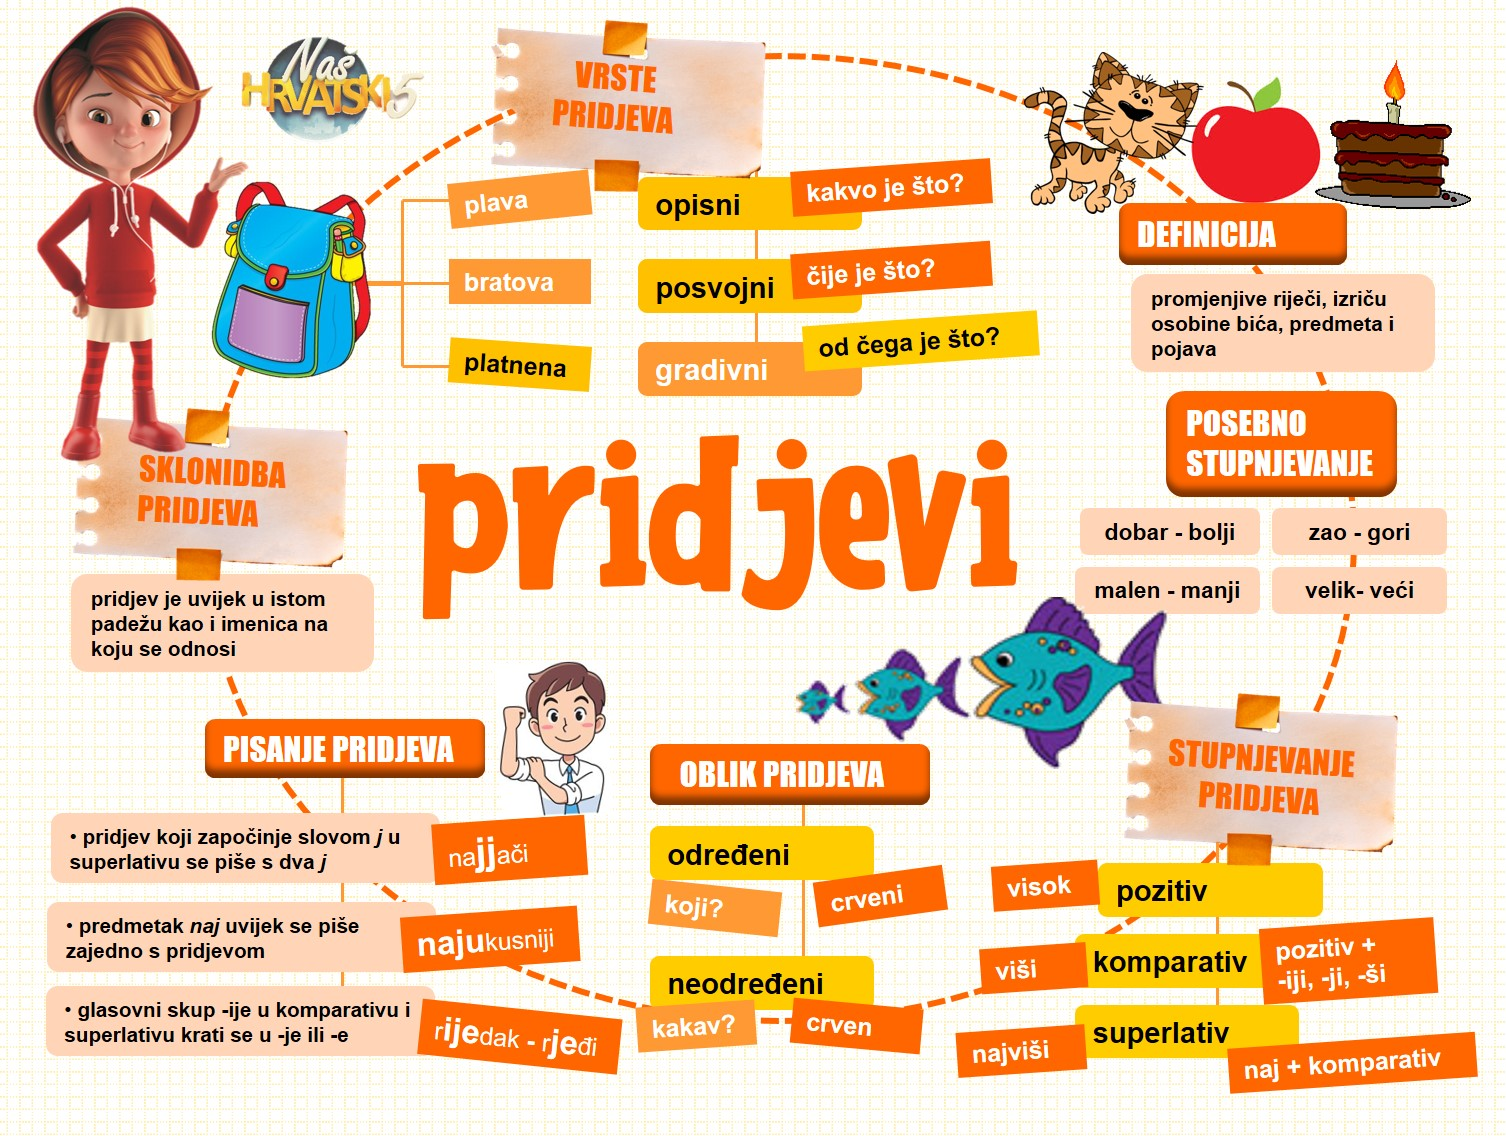 Naš
HRVATSKI 5
VRSTE
PRIDJEVA
plava
bratova
platnena
opisni
kakvo je što?
posvojni
čije je što?
gradivni
od čega je što?
DEFINICIJA
promjenjive riječi, izriču
osobine bića, predmeta i
pojava
POSEBNO
STUPNJEVANJE
dobar - bolji
zao - gori
malen - manji
velik- veći
pridjevi
SKLONIDBA
PRIDJEVA
pridjev je uvijek u istom
padežu kao i imenica na
koju se odnosi
PISANJE PRIDJEVA
• pridjev koji započinje slovom j u
superlativu se piše s dva j
najjači
• predmetak naj uvijek se piše
zajedno s pridjevom
najukusniji
• glasovni skup -ije u komparativu i
superlativu krati se u -je ili -e
rijedak - rjeđi
OBLIK PRIDJEVA
određeni
koji?
crveni
neodređeni
kakav?
crven
STUPNJEVANJE
PRIDJEVA
visok
pozitiv
viši
komparativ
pozitiv +
-iji, -ji, -ši
superlativ
najviši
naj + komparativ